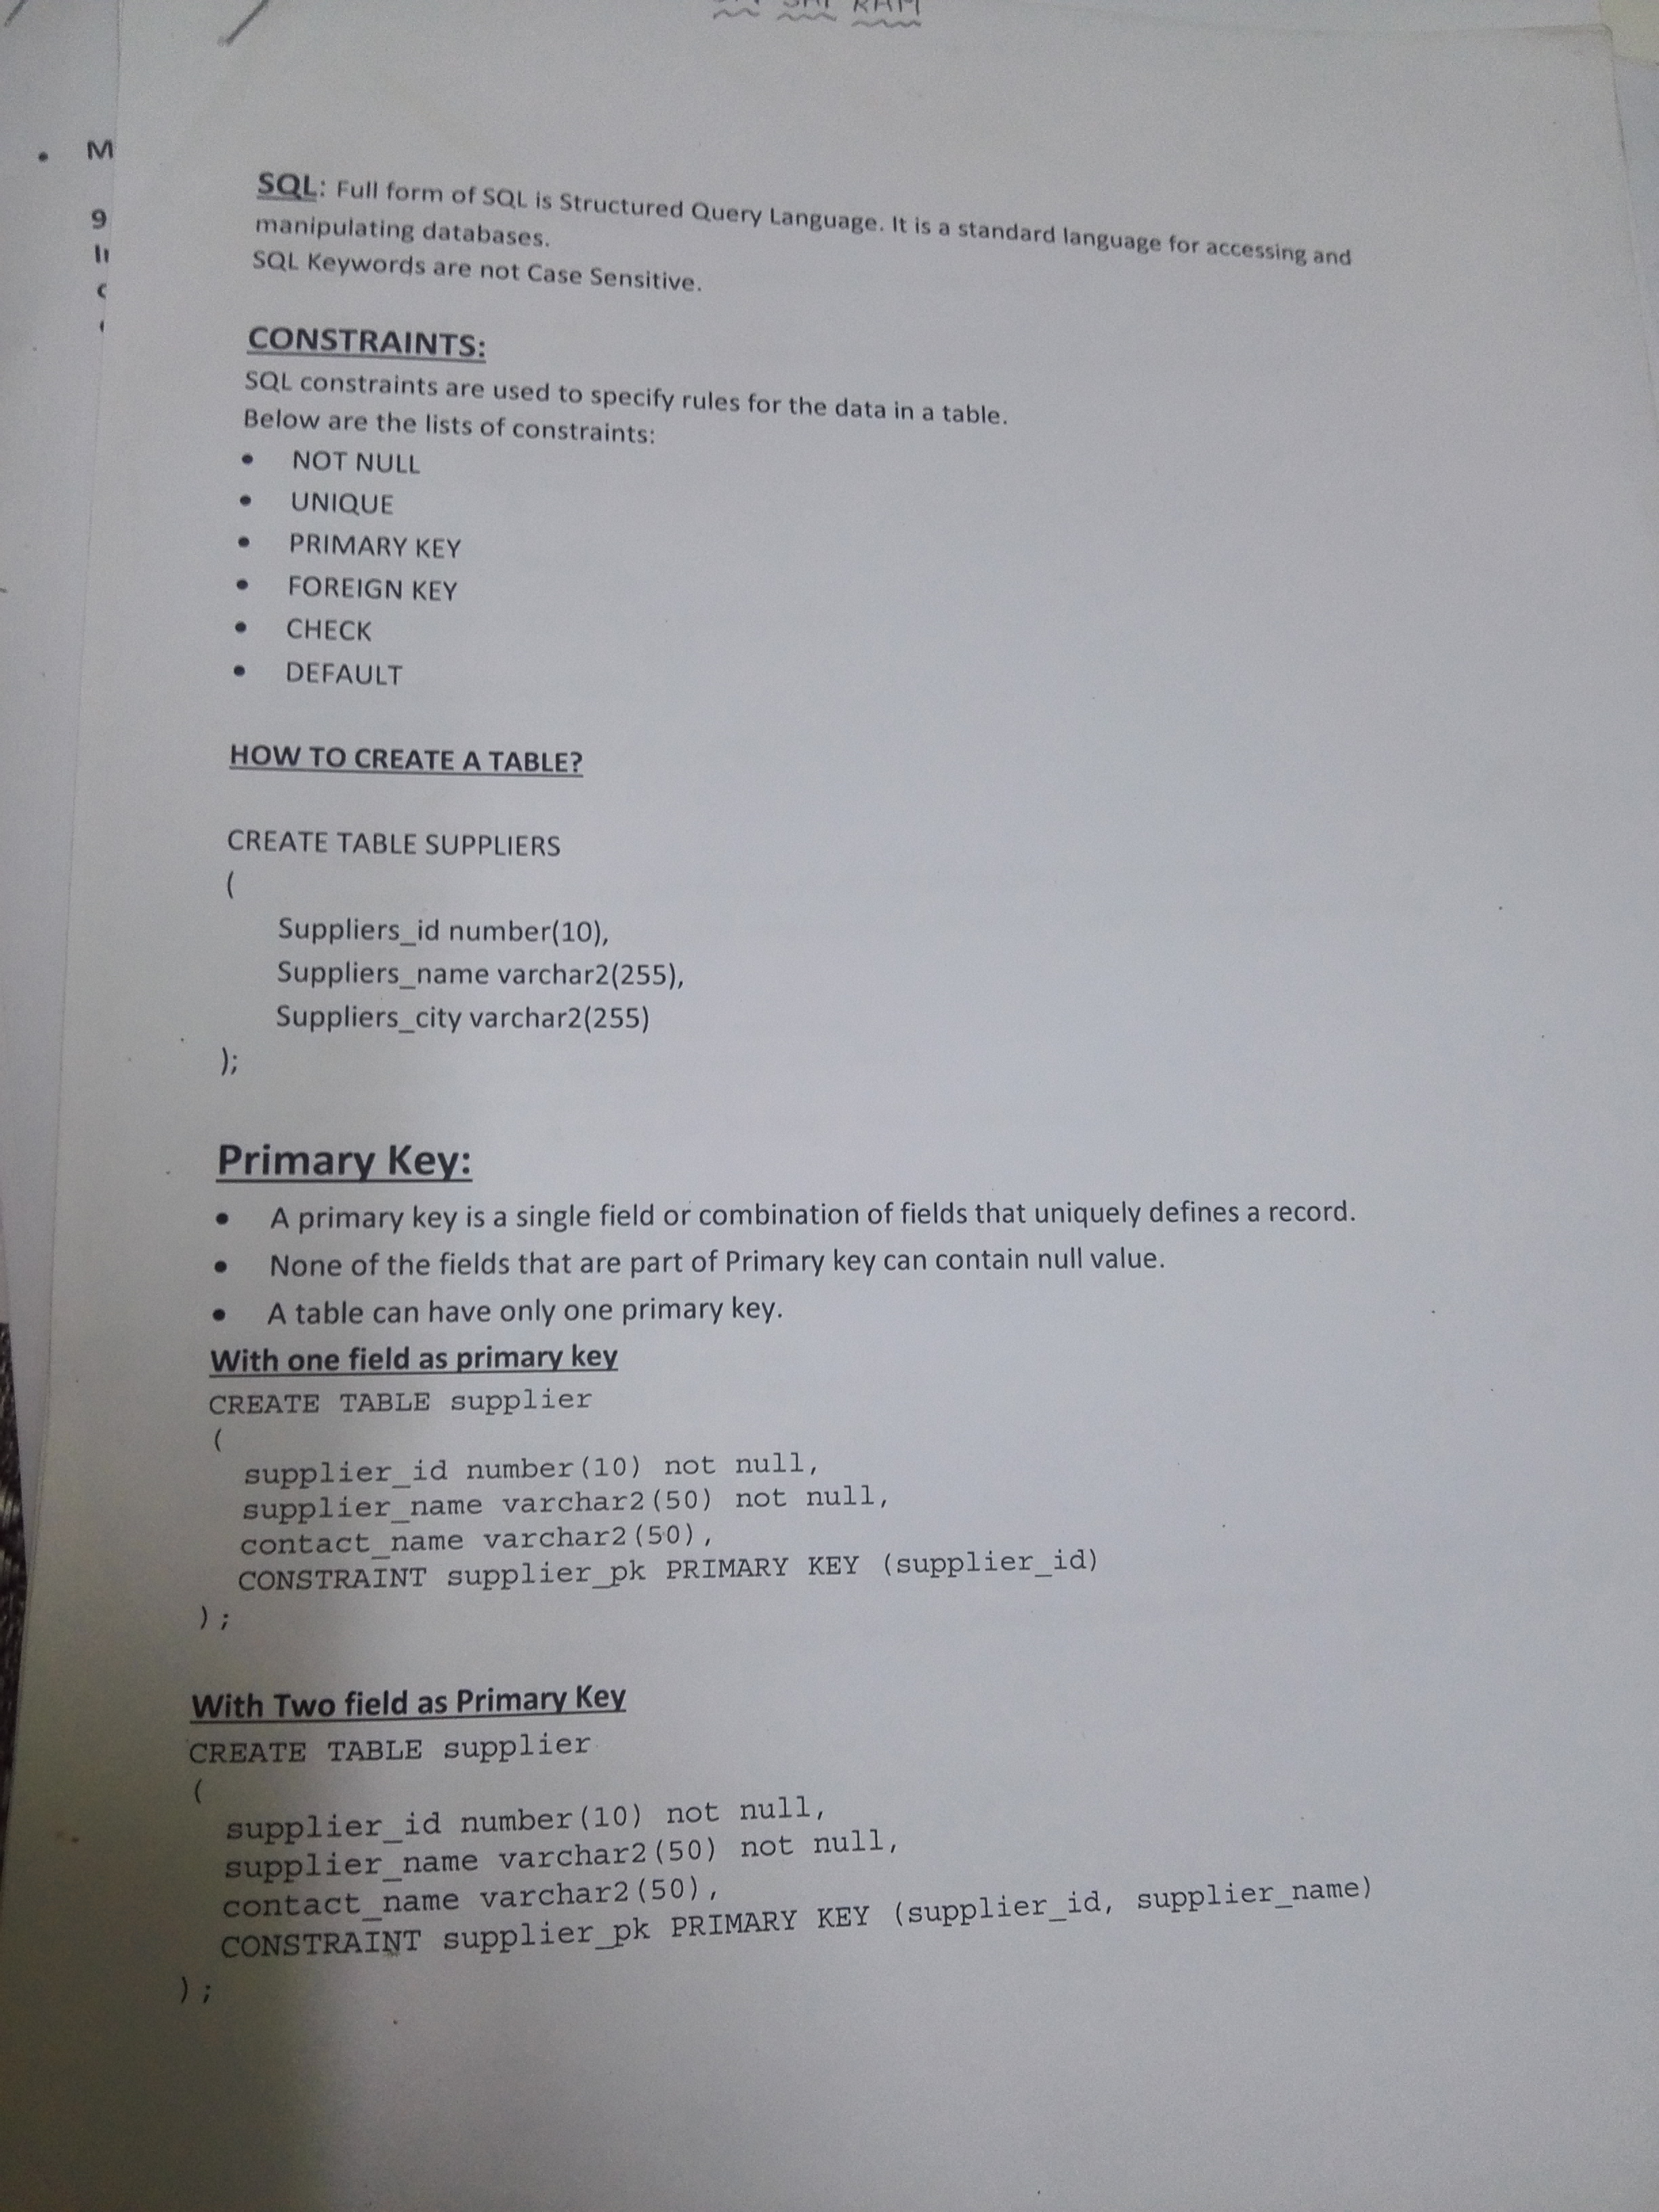 RAM
• M
9
SQL: Full form of SQL is Structured Query Language. It is a standard language for accessing and
manipulating databases.
SQL Keywords are not Case Sensitive.
CONSTRAINTS:
SQL constraints are used to specify rules for the data in a table.
Below are the lists of constraints:
• NOT NULL
• UNIQUE
• PRIMARY KEY
• FOREIGN KEY
• CHECK
• DEFAULT
HOW TO CREATE A TABLE?
CREATE TABLE SUPPLIERS
(
Suppliers_id number(10),
Suppliers_name varchar2(255),
Suppliers_city varchar2(255)
);
Primary Key:
• A primary key is a single field or combination of fields that uniquely defines a record.
• None of the fields that are part of Primary key can contain null value.
• A table can have only one primary key.
With one field as primary key
CREATE TABLE supplier
(
supplier_id number(10) not null,
supplier_name varchar2(50) not null,
contact_name varchar2(50),
CONSTRAINT supplier_pk PRIMARY KEY (supplier_id)
);
With Two field as Primary Key
CREATE TABLE supplier
(
supplier_id number(10) not null,
supplier_name varchar2(50) not null,
contact_name varchar2(50),
CONSTRAINT supplier_pk PRIMARY KEY (supplier_id, supplier_name)
);